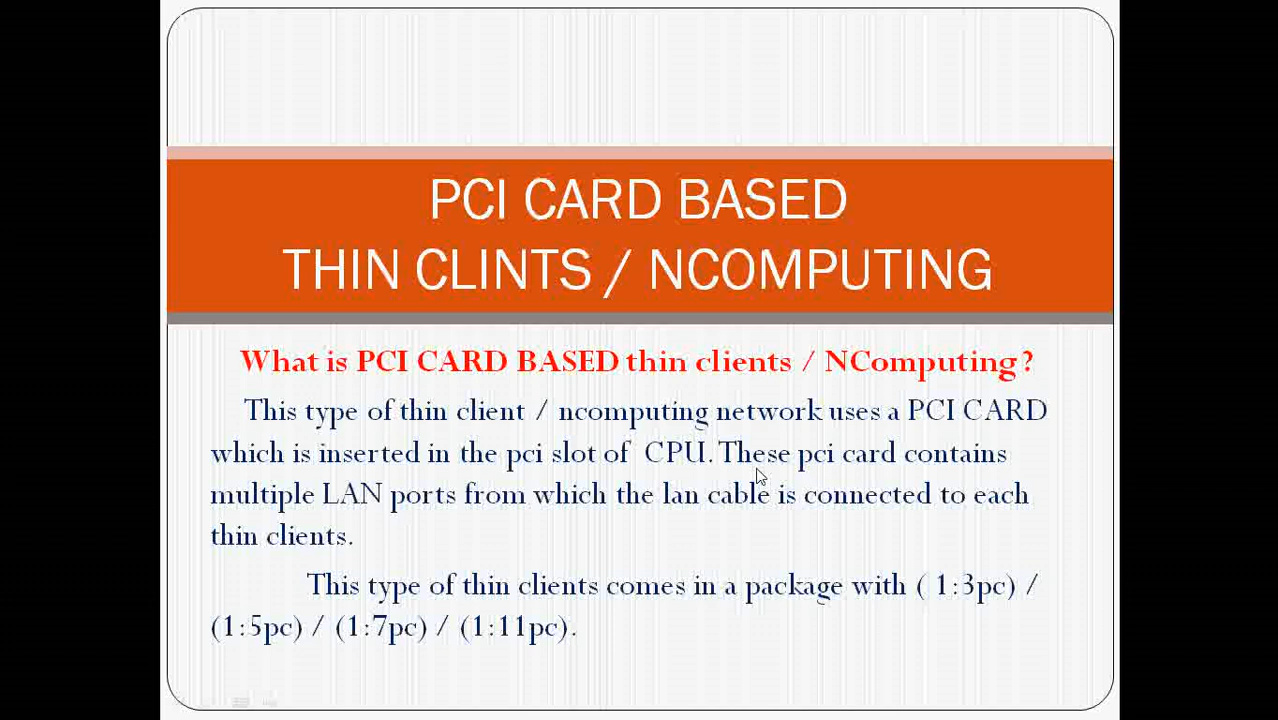 PCI CARD BASED
THIN CLINTS / NCOMPUTING
What is PCI CARD BASED thin clients / NComputing?
This type of thin client / ncomputing network uses a PCI CARD
which is inserted in the pci slot of CPU. These pci card contains
multiple LAN ports from which the lan cable is connected to each
thin clients.
This type of thin clients comes in a package with ( 1:3pc) /
(1:5pc) / (1:7pc) / (1:11pc).